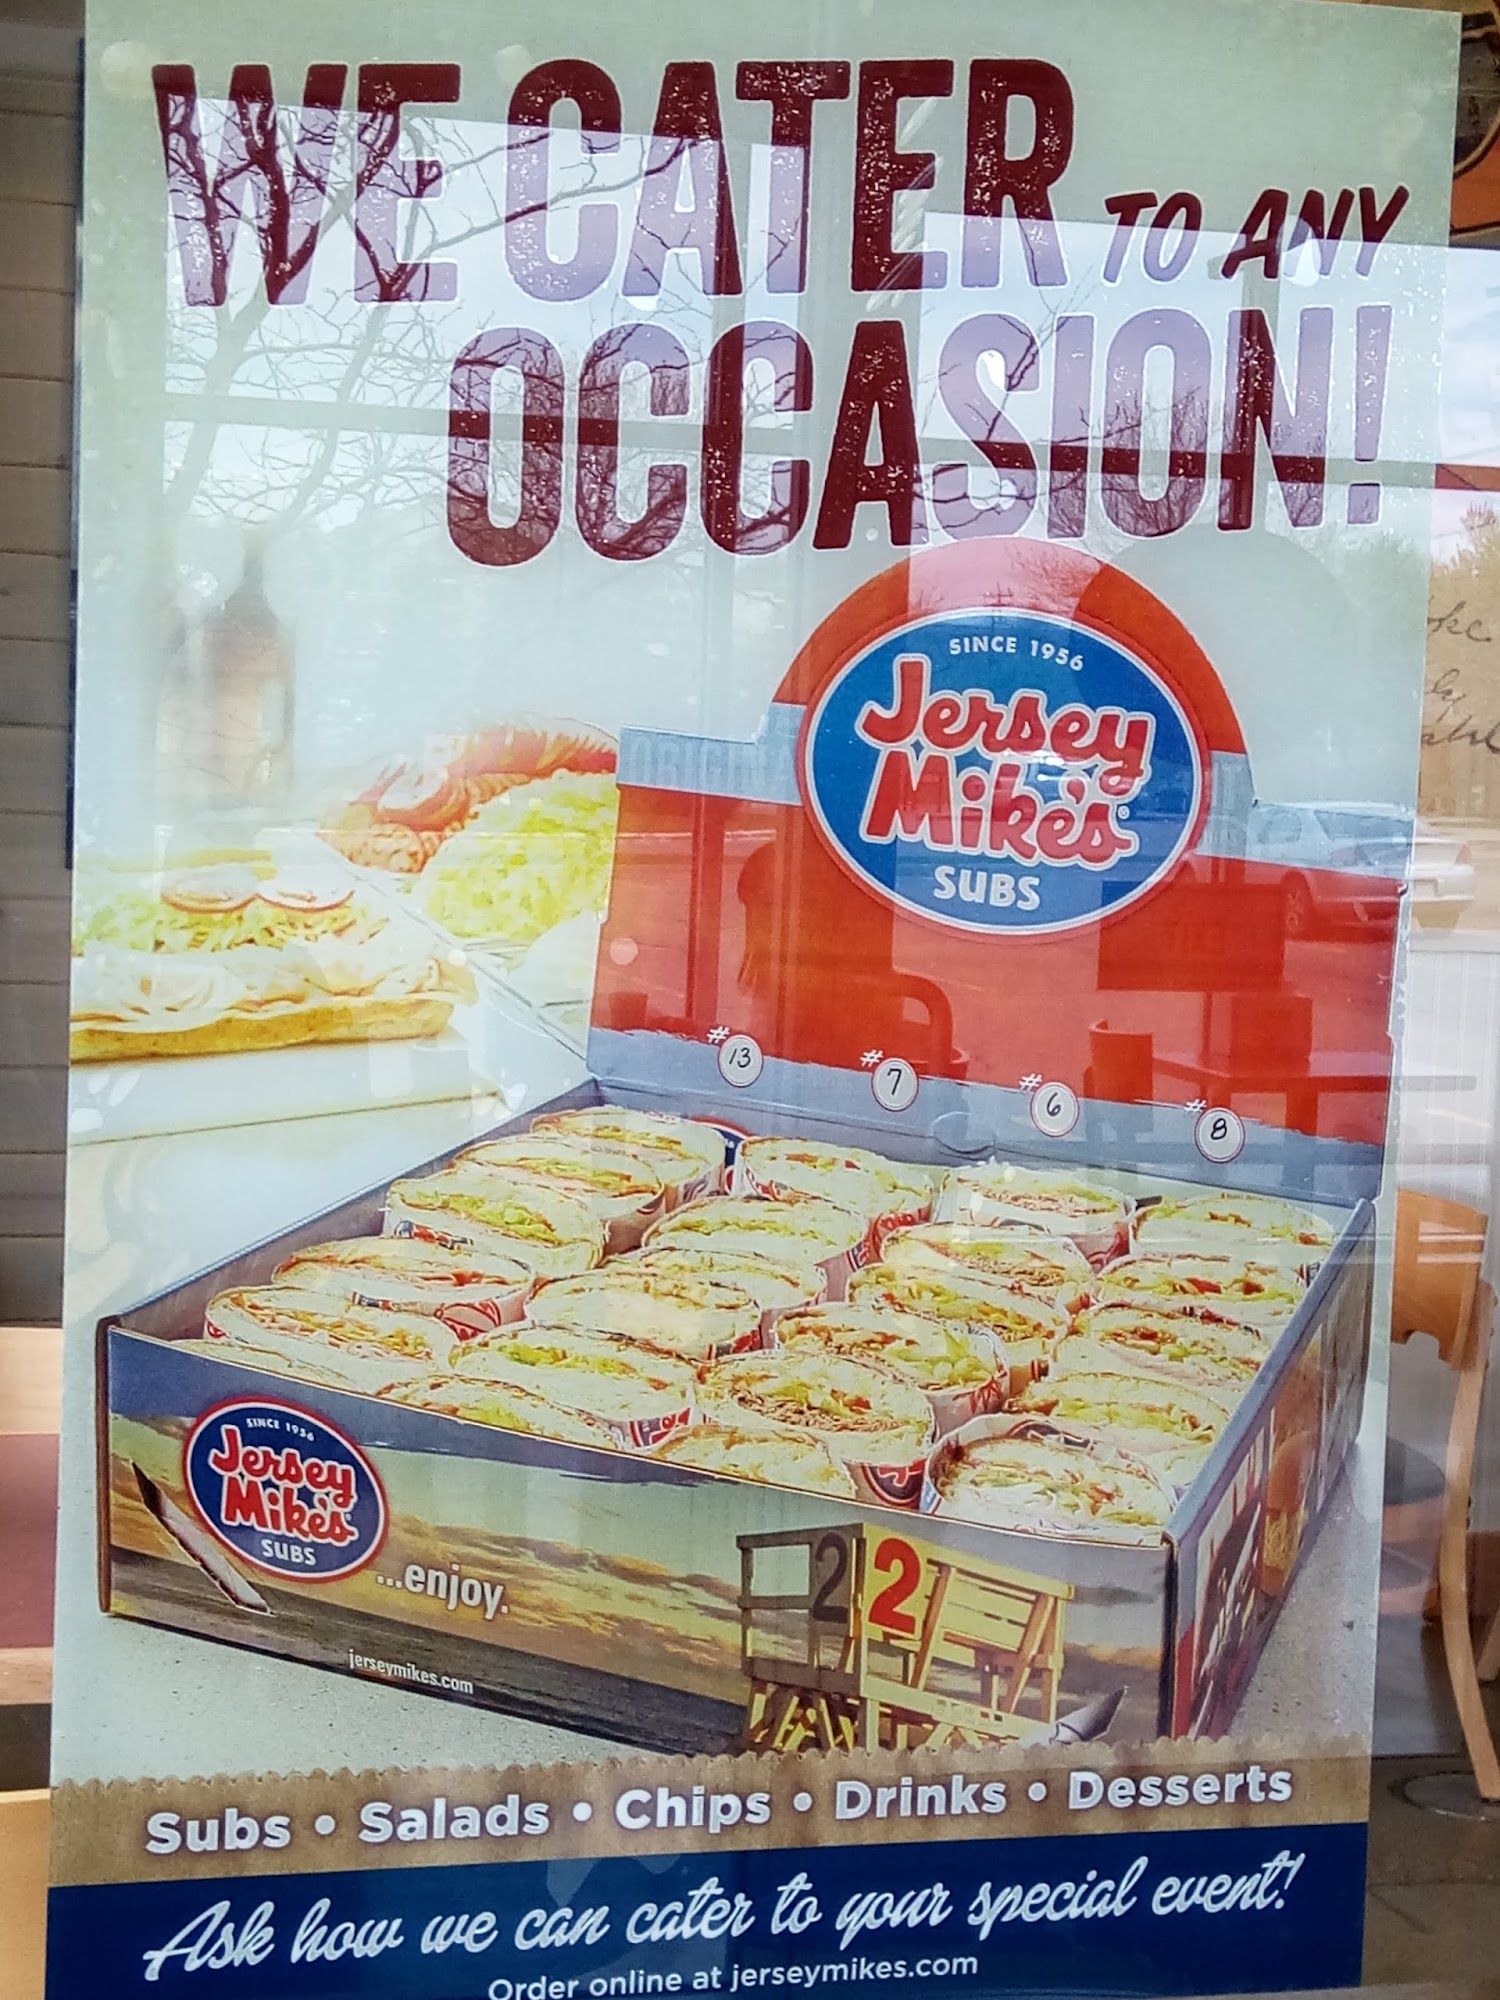 WE CATER TO ANY
OCCASION!
SINCE 1956
Jersey
Mike's®
SUBS
ORIGINAL
# 13
# 7
# 6
# 8
SINCE 1956
Jersey
Mike's
SUBS
...enjoy.
2 2
jerseymikes.com
Subs • Salads • Chips • Drinks • Desserts
Ask how we can cater to your special event!
Order online at jerseymikes.com